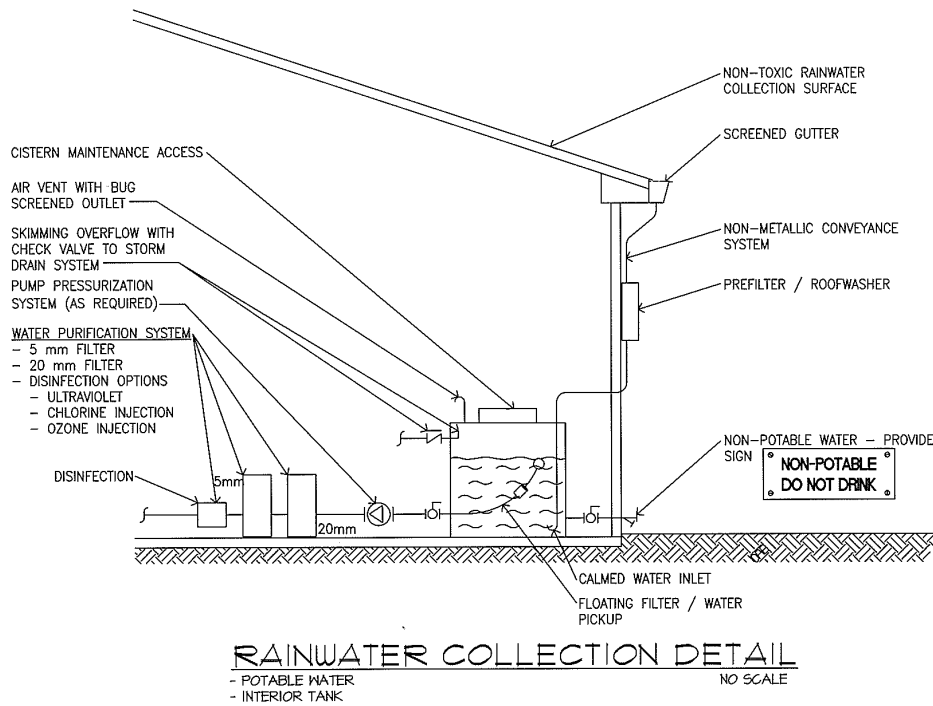 NON-TOXIC RAINWATER
COLLECTION SURFACE
SCREENED GUTTER
CISTERN MAINTENANCE ACCESS
AIR VENT WITH BUG
SCREENED OUTLET
SKIMMING OVERFLOW WITH
CHECK VALVE TO STORM
DRAIN SYSTEM
PUMP PRESSURIZATION
SYSTEM (AS REQUIRED)
WATER PURIFICATION SYSTEM
- 5 mm FILTER
- 20 mm FILTER
- DISINFECTION OPTIONS
- ULTRAVIOLET
- CHLORINE INJECTION
- OZONE INJECTION
DISINFECTION
5mm
20mm
NON-METALLIC CONVEYANCE
SYSTEM
PREFILTER / ROOFWASHER
NON-POTABLE WATER - PROVIDE
SIGN
NON-POTABLE
DO NOT DRINK
CALMED WATER INLET
FLOATING FILTER / WATER
PICKUP
RAINWATER COLLECTION DETAIL
- POTABLE WATER
- INTERIOR TANK
NO SCALE